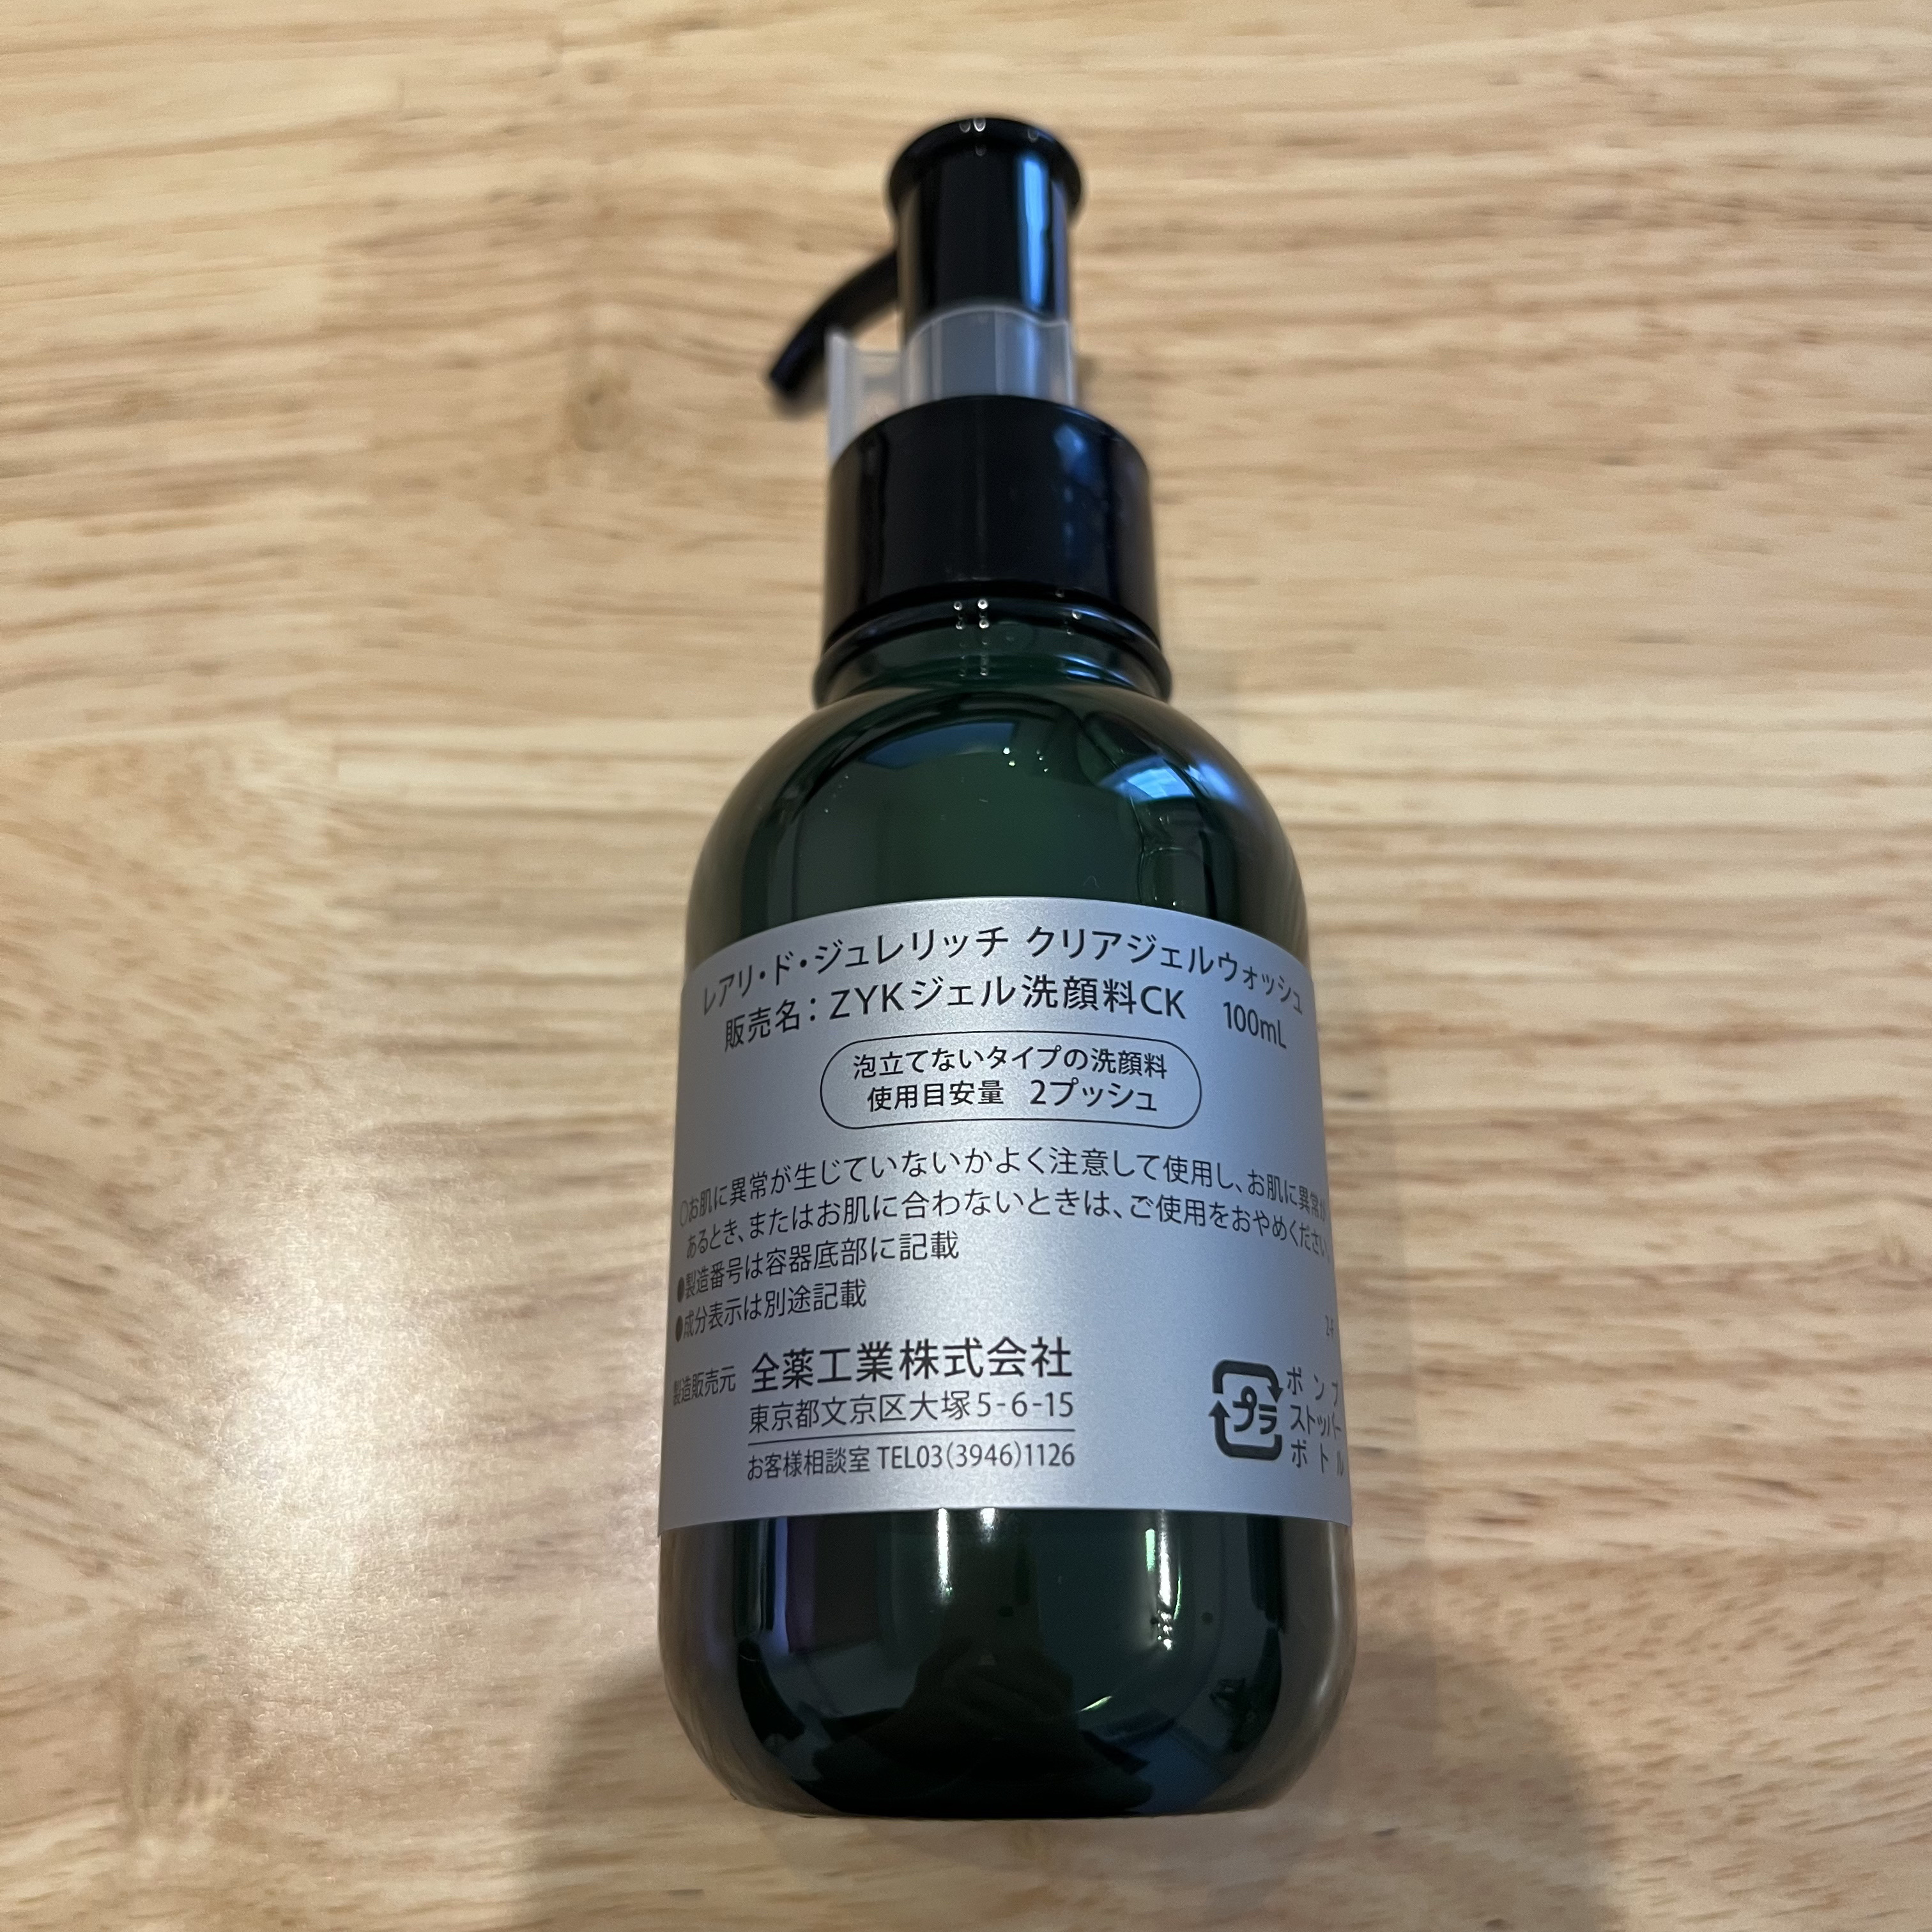 レアリ・ド・ジュレリッチ クリアジェルウォッシュ
販売名：ZYKジェル洗顔料CK 100mL
泡立てないタイプの洗顔料
使用目安量 2プッシュ
○お肌に異常が生じていないかよく注意して使用し、お肌に異常が
あるとき、またはお肌に合わないときは、ご使用をおやめください。
●製造番号は容器底部に記載
●成分表示は別途記載
製造販売元 全薬工業株式会社
東京都文京区大塚5-6-15
お客様相談室 TEL03(3946)1126
プラ
ポンプ
ストッパー
ボトル